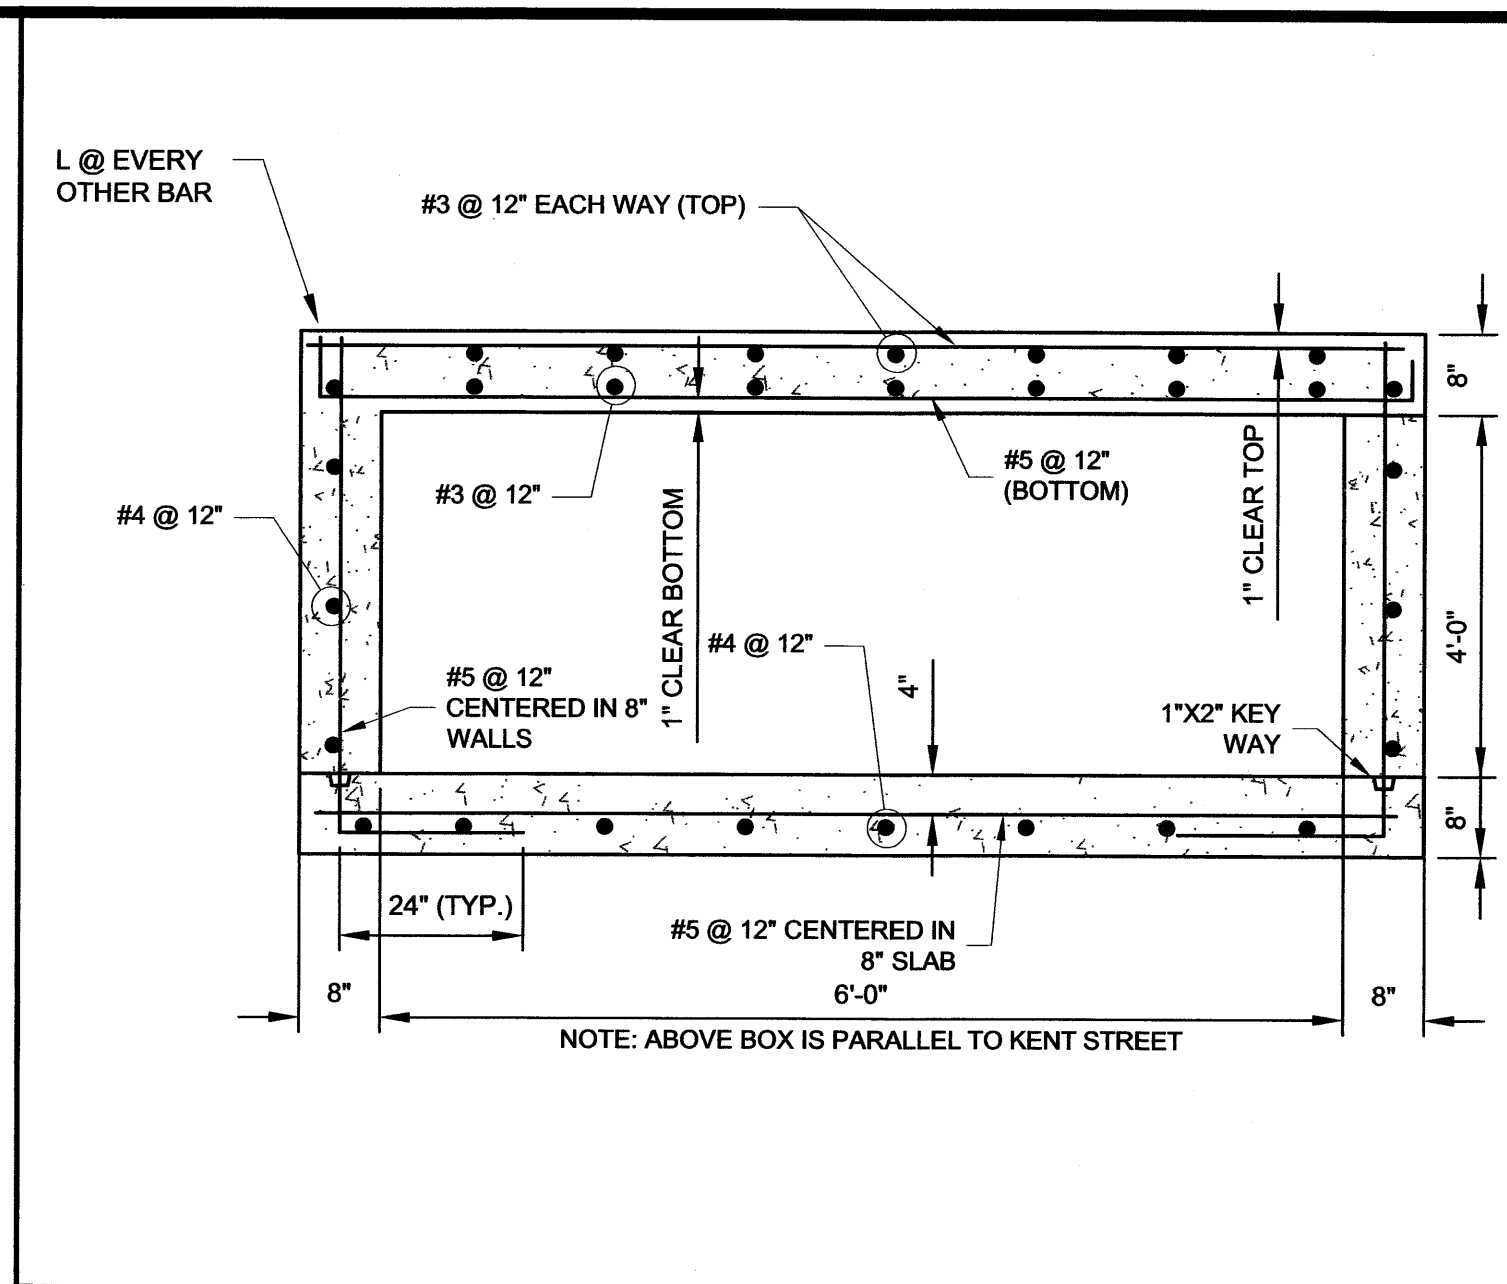 L @ EVERY
OTHER BAR
#3 @ 12" EACH WAY (TOP)
8"
#5 @ 12"
(BOTTOM)
#3 @ 12"
1" CLEAR TOP
1" CLEAR BOTTOM
#4 @ 12"
4'-0"
#4 @ 12"
#5 @ 12"
CENTERED IN 8"
WALLS
4"
1"X2" KEY
WAY
8"
24" (TYP.)
#5 @ 12" CENTERED IN
8" SLAB
8"
6'-0"
8"
NOTE: ABOVE BOX IS PARALLEL TO KENT STREET